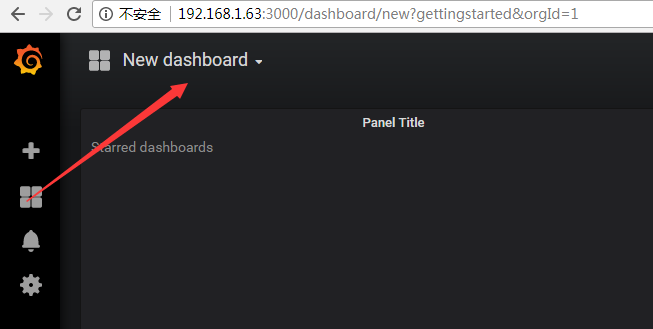 不安全 192.168.1.63:3000/dashboard/new?gettingstarted&orgId=1
New dashboard
Panel Title
Starred dashboards